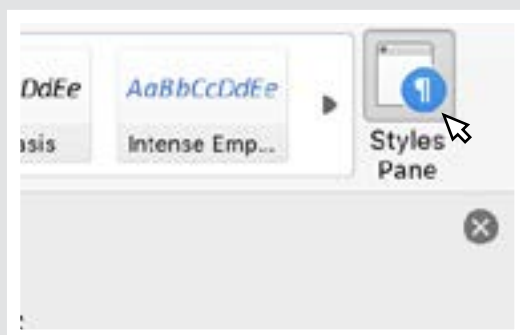 DdEe
AaBbCcDdEe
asis
Intense Emp...
Styles
Pane